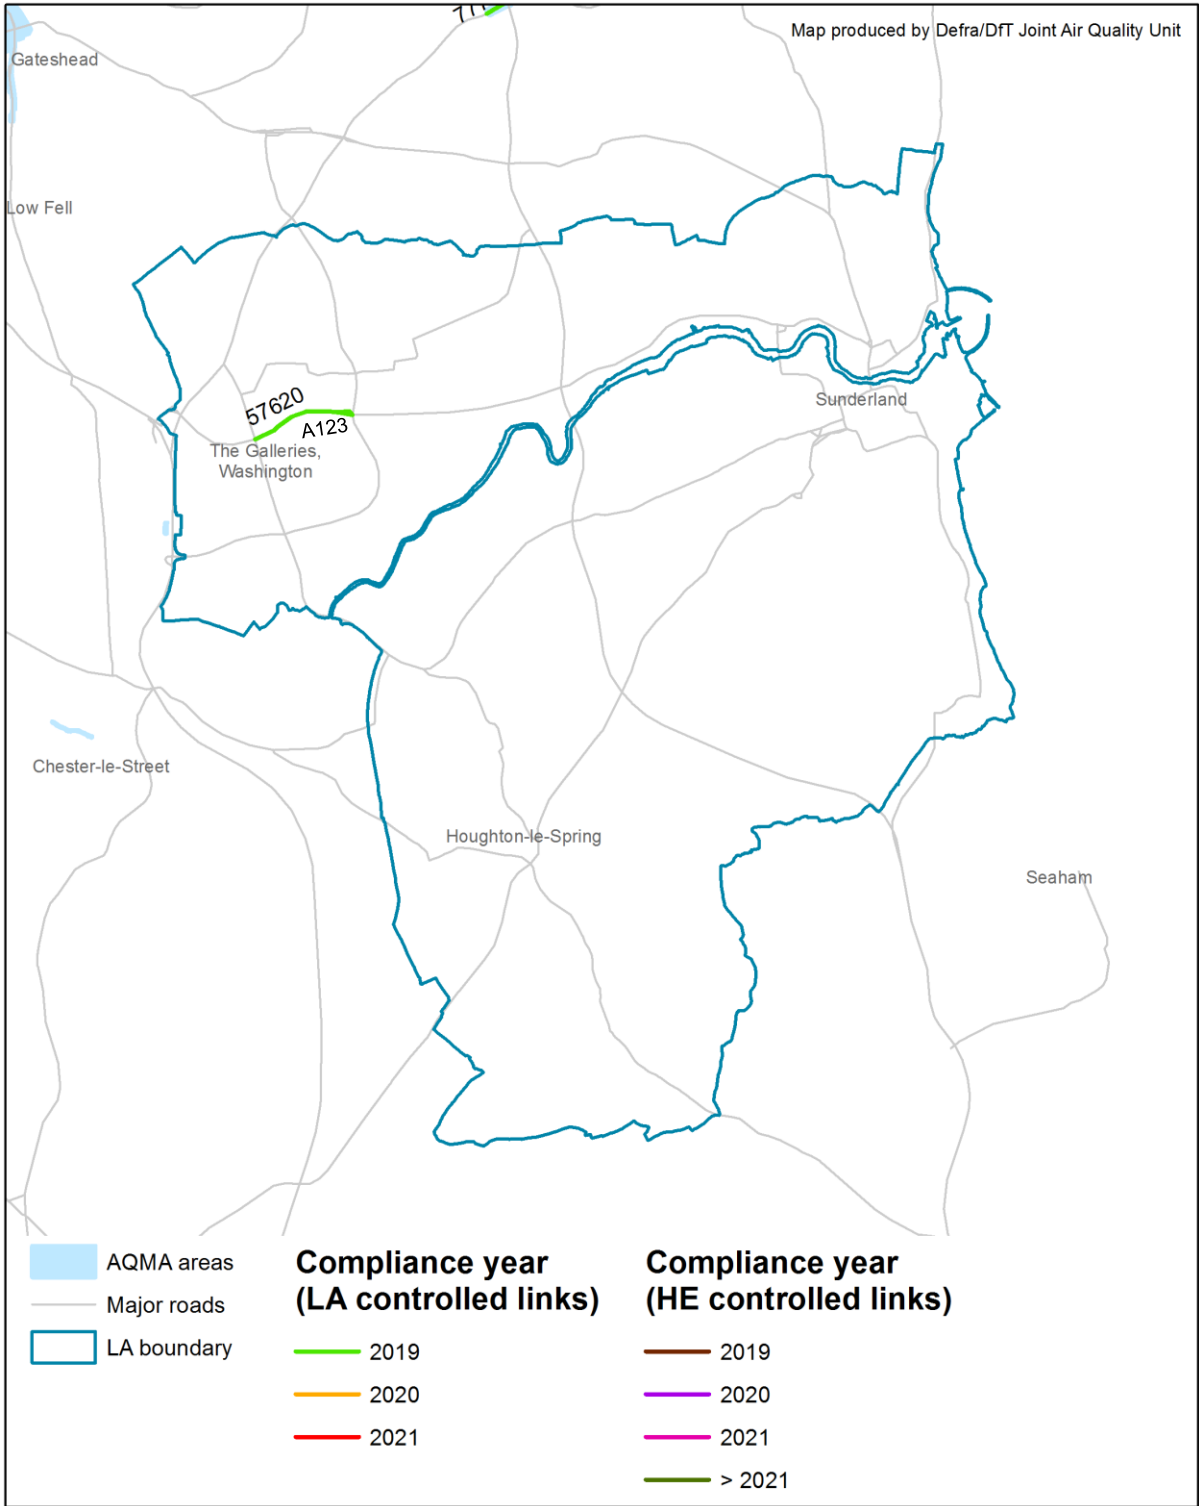 Map produced by Defra/DfT Joint Air Quality Unit
Gateshead
Low Fell
57620
A123
The Galleries,
Washington
Sunderland
Chester-le-Street
Houghton-le-Spring
Seaham
AQMA areas
Major roads
LA boundary
Compliance year
(LA controlled links)
2019
2020
2021
Compliance year
(HE controlled links)
2019
2020
2021
> 2021